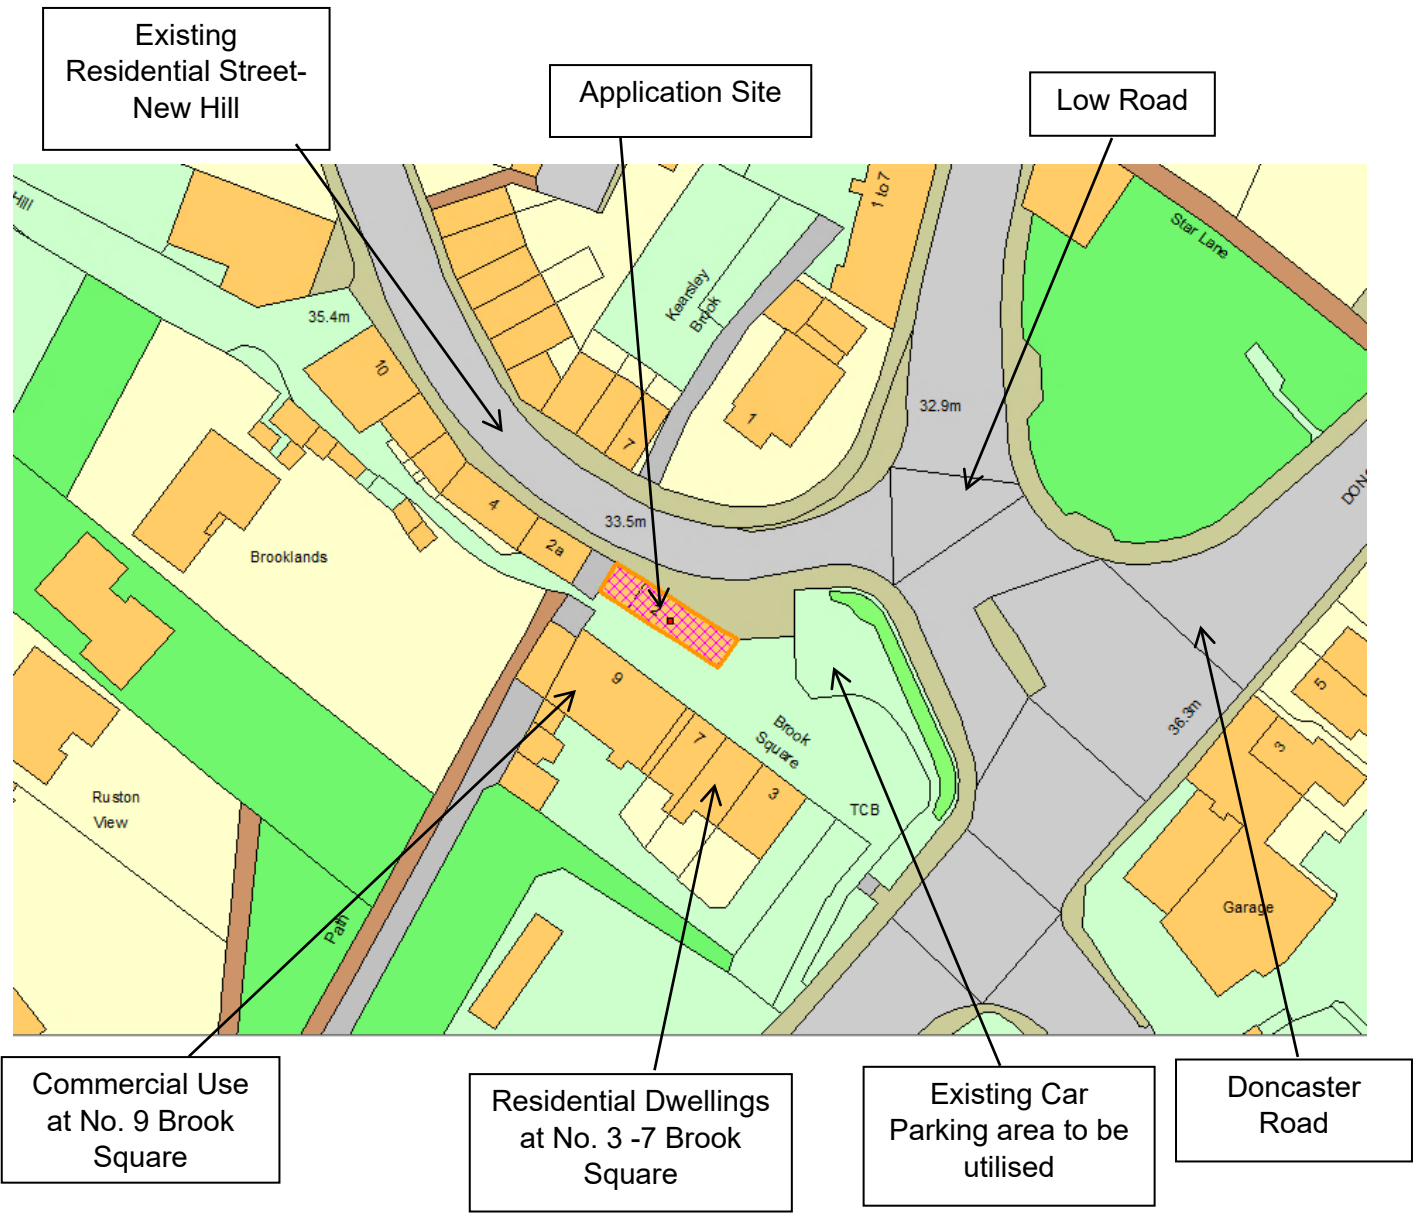 Existing
Residential Street-
New Hill
Application Site
Low Road
Hill
1 to 7
Star Lane
Kearsley
Brook
35.4m
10
1
32.9m
7
4
33.5m
2a
2
Brooklands
9
Brook
Square
7
3
TCB
36.3m
5
3
Ruston
View
Path
Garage
Commercial Use
at No. 9 Brook
Square
Residential Dwellings
at No. 3 -7 Brook
Square
Existing Car
Parking area to be
utilised
Doncaster
Road